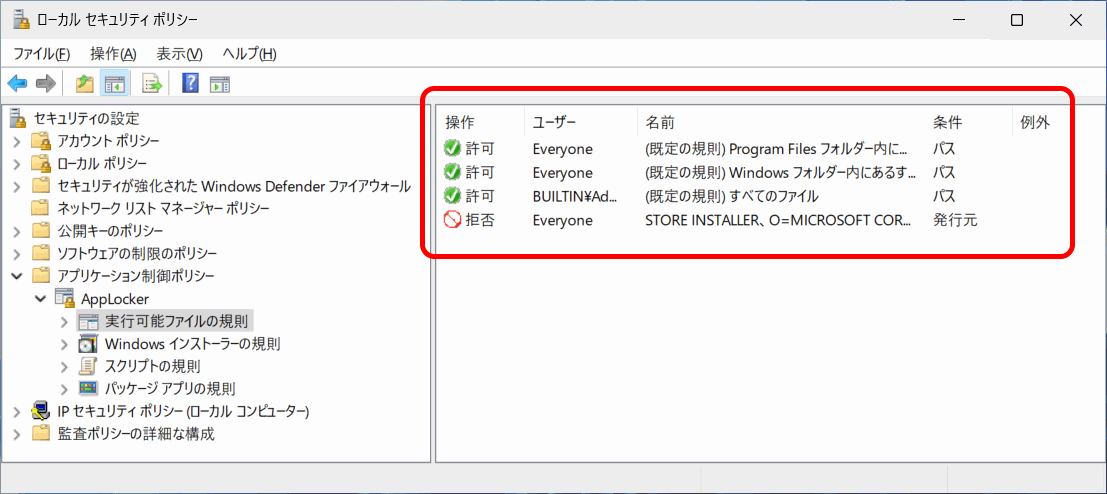 ローカル セキュリティ ポリシー
ファイル(F) 操作(A) 表示(V) ヘルプ(H)
セキュリティの設定
アカウント ポリシー
ローカル ポリシー
セキュリティが強化された Windows Defender ファイアウォール
ネットワーク リスト マネージャー ポリシー
公開キーのポリシー
ソフトウェアの制限のポリシー
アプリケーション制御ポリシー
AppLocker
実行可能ファイルの規則
Windows インストーラーの規則
スクリプトの規則
パッケージ アプリの規則
IP セキュリティ ポリシー (ローカル コンピューター)
監査ポリシーの詳細な構成
操作 ユーザー 名前 条件 例外
許可 Everyone (既定の規則) Program Files フォルダー内に... パス
許可 Everyone (既定の規則) Windows フォルダー内にあるす... パス
許可 BUILTIN¥Ad... (既定の規則) すべてのファイル パス
拒否 Everyone STORE INSTALLER、O=MICROSOFT COR... 発行元